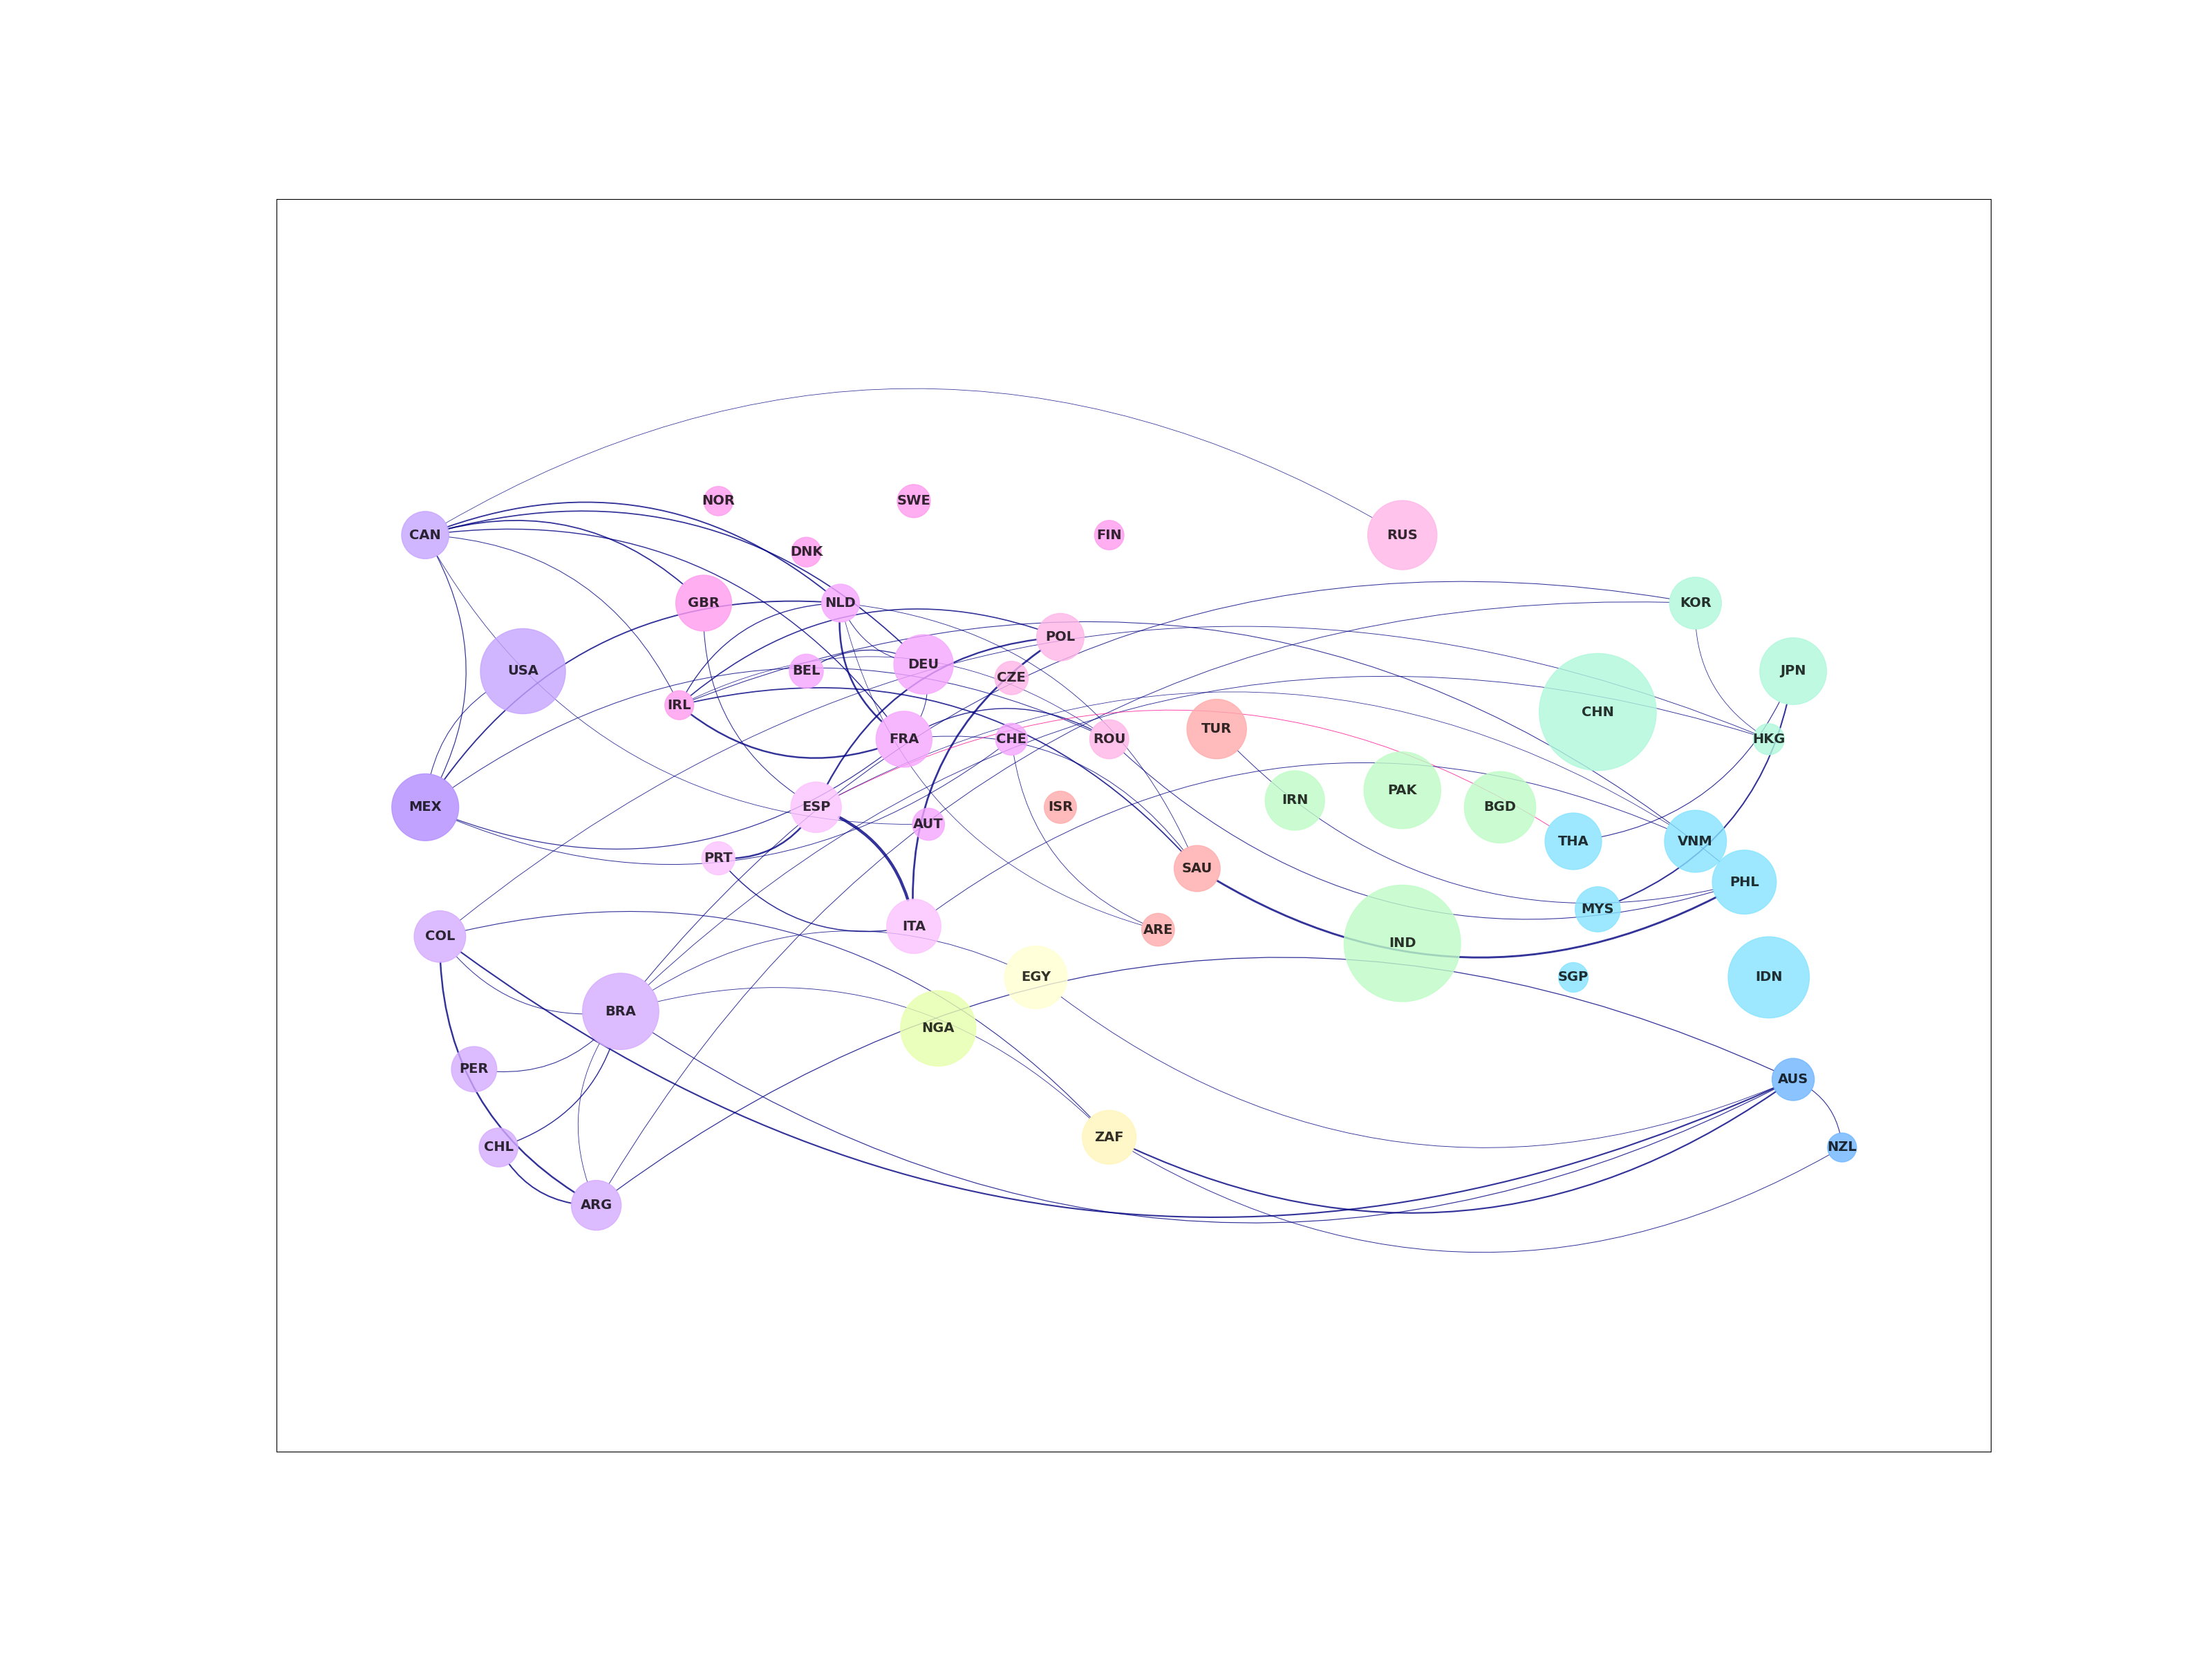 NOR
SWE
CAN
FIN
RUS
DNK
GBR
NLD
KOR
POL
DEU
USA
BEL
CZE
JPN
IRL
CHN
TUR
FRA
CHE
ROU
HKG
PAK
IRN
MEX
ESP
ISR
BGD
AUT
THA
VNM
PRT
SAU
PHL
MYS
ITA
ARE
COL
IND
EGY
SGP
IDN
BRA
NGA
PER
AUS
ZAF
CHL
NZL
ARG